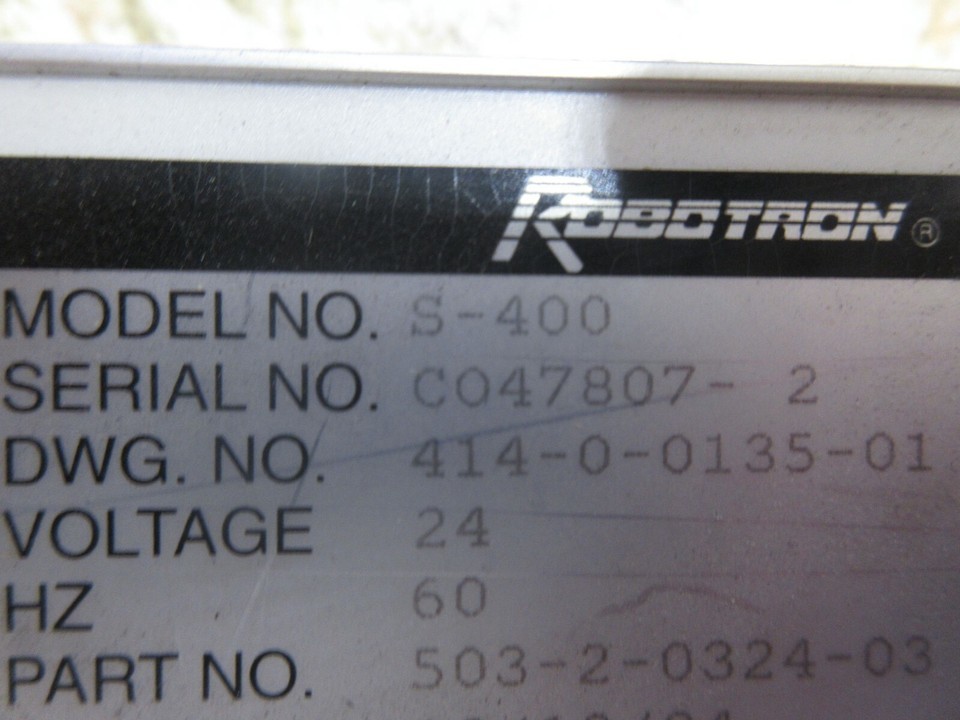 ROBOTRON®
MODEL NO. S-400
SERIAL NO. C047807- 2
DWG. NO. 414-0-0135-01
VOLTAGE 24
HZ 60
PART NO. 503-2-0324-03